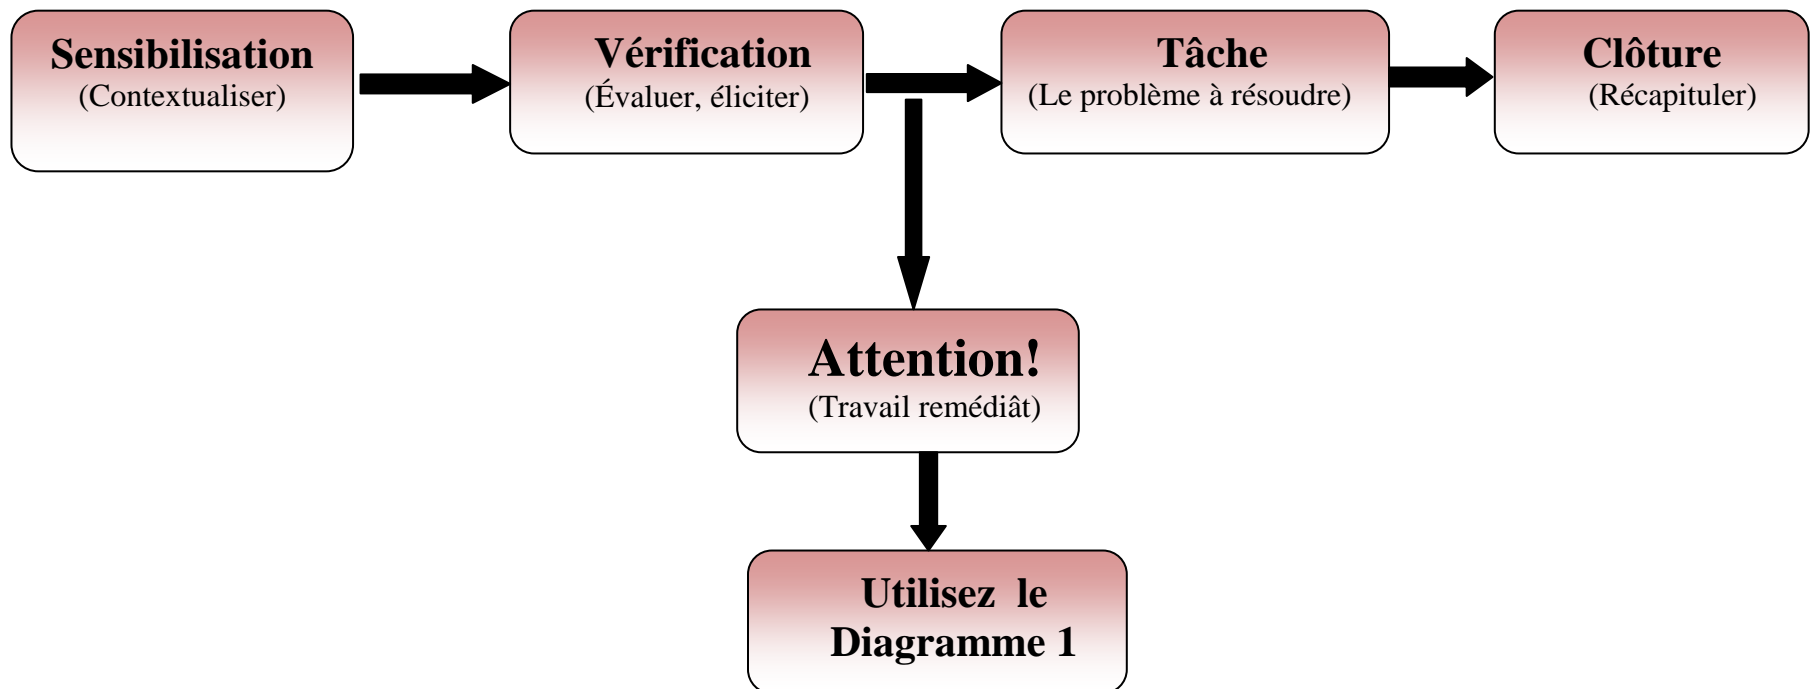 Sensibilisation
(Contextualiser)
Vérification
(Évaluer, éliciter)
Tâche
(Le problème à résoudre)
Clôture
(Récapituler)
Attention!
(Travail remédiât)
Utilisez le
Diagramme 1